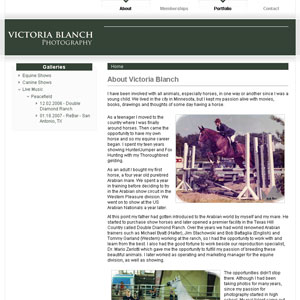 About
Memberships
Portfolio
Contact
VICTORIA BLANCH
PHOTOGRAPHY
Galleries
Equine Shows
Canine Shows
Live Music
Peacefield
12.02.2006 - Double
Diamond Ranch
01.18.2007 - ReBar - San
Antonio, TX
Home
About Victoria Blanch
I have been involved with all animals, especially horses, in one way or another since I was a
young child. We lived in the city in Minnesota, but I kept my passion alive with movies,
books, drawings and thoughts of some day having a horse.
As a teenager I moved to the
country where I was finally
around horses. Then came the
opportunity to have my own
horse and so my equine career
began. I spent my teen years
showing Hunter/Jumper and Fox
Hunting with my Thoroughbred
gelding.
As an adult I bought my first
horse, a four year old purebred
Arabian mare. We spent a year
in training before deciding to try
in the Arabian show circuit in the
Western Pleasure division. We
went on to show at the US
Arabian Nationals a year later.
At this point my father had gotten introduced to the Arabian world by myself and my mare. He
started to purchase show horses and later opened a premier facility in the Texas Hill
Country called Double Diamond Ranch. Over the years we had world renowned Arabian
trainers such as Michael Byatt (Halter), Jim Stachowski and Bob Battaglia (English) and
Tommy Garland (Western) working at the ranch, so I had the opportunity to work with and
learn from the best. I also had the good fortune to work beside our reproduction specialist,
Dr. Mario Zerlotti which gave me the opportunity to fulfill my passion of breeding these
beautiful animals. I later worked as operating and marketing manager for the equine
division, as well as showing.
The opportunities didn't stop
there. Although I had been
taking photos for many years,
since my passion for
photography started in high